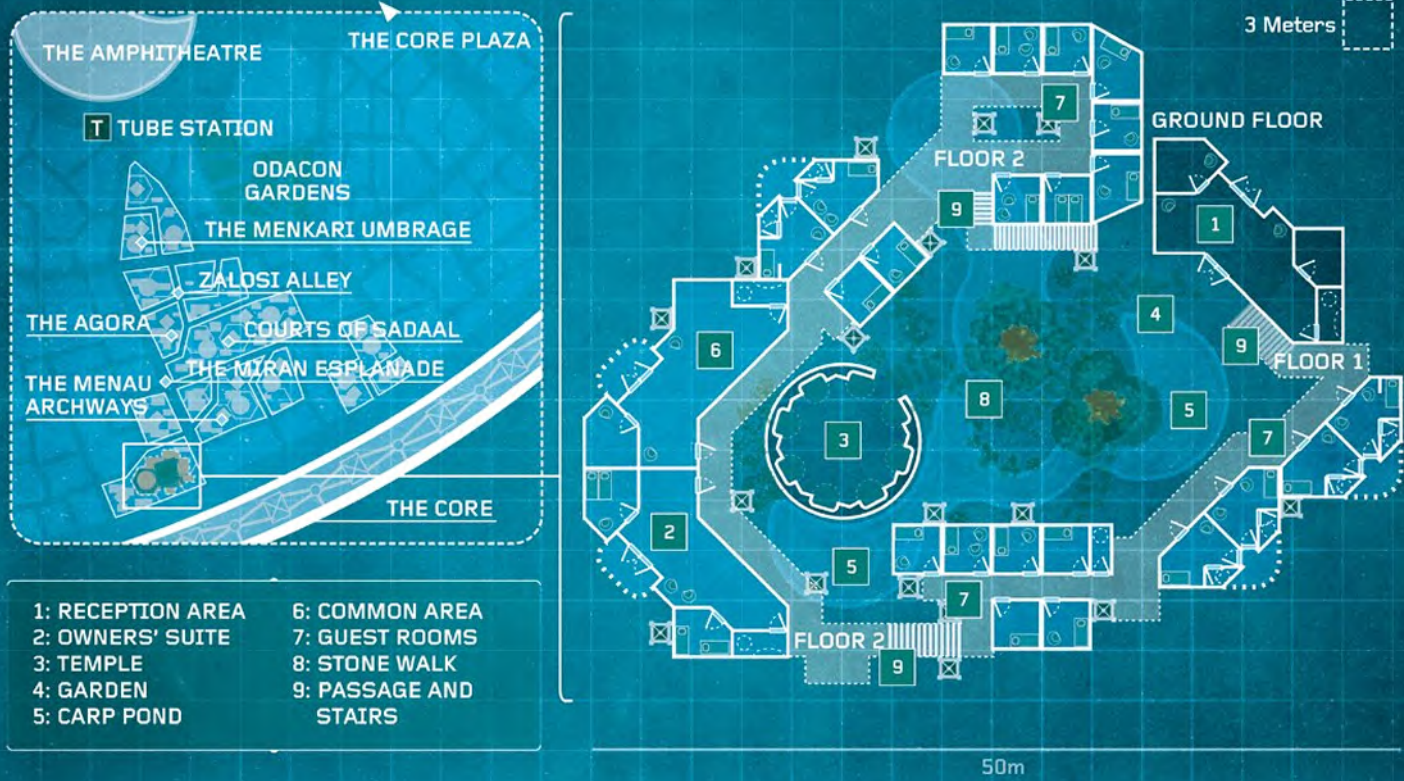 THE AMPHITHEATRE
THE CORE PLAZA
T TUBE STATION
ODACON
GARDENS
THE MENKARI UMBRAGE
ZALOSI ALLEY
THE AGORA
COURTS OF SADAAL
THE MIRAN ESPLANADE
THE MENAU
ARCHWAYS
THE CORE
1: RECEPTION AREA
2: OWNERS' SUITE
3: TEMPLE
4: GARDEN
5: CARP POND
6: COMMON AREA
7: GUEST ROOMS
8: STONE WALK
9: PASSAGE AND
STAIRS
3 Meters
7
GROUND FLOOR
FLOOR 2
9
1
4
6
9
FLOOR 1
8
5
3
7
2
5
7
FLOOR 2
9
50m